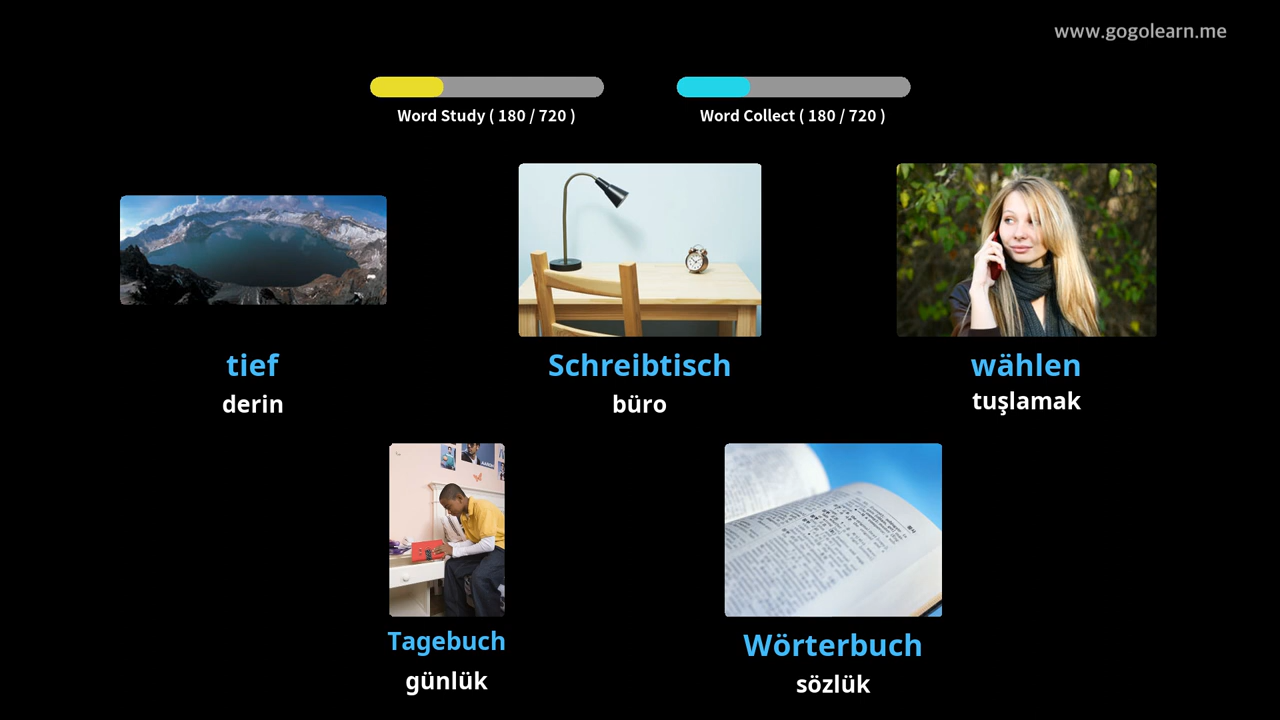 www.gogolearn.me
Word Study ( 180 / 720 )
Word Collect ( 180 / 720 )
tief
derin
Schreibtisch
büro
wählen
tuşlamak
Tagebuch
günlük
Wörterbuch
sözlük